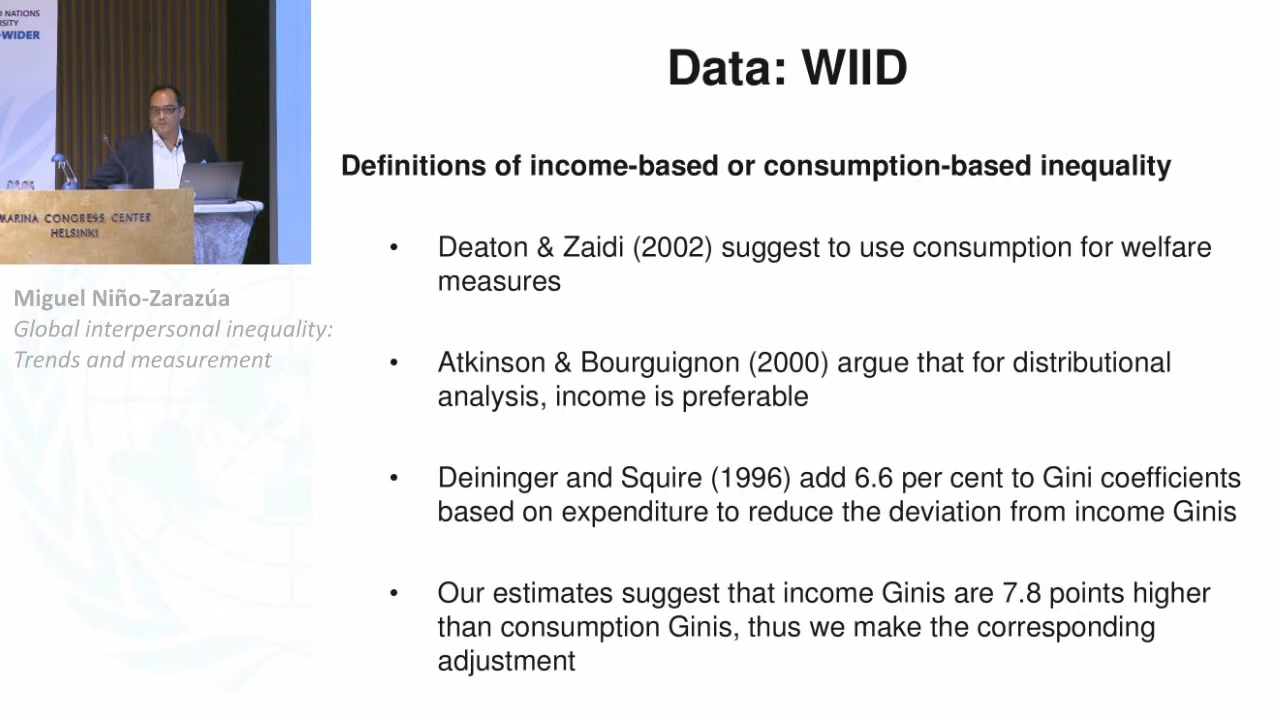 NATIONS
WIDER
MARINA CONGRESS CENTER
HELSINKI
Miguel Niño-Zarazúa
Global interpersonal inequality:
Trends and measurement
Data: WIID
Definitions of income-based or consumption-based inequality
• Deaton & Zaidi (2002) suggest to use consumption for welfare
measures
• Atkinson & Bourguignon (2000) argue that for distributional
analysis, income is preferable
• Deininger and Squire (1996) add 6.6 per cent to Gini coefficients
based on expenditure to reduce the deviation from income Ginis
• Our estimates suggest that income Ginis are 7.8 points higher
than consumption Ginis, thus we make the corresponding
adjustment